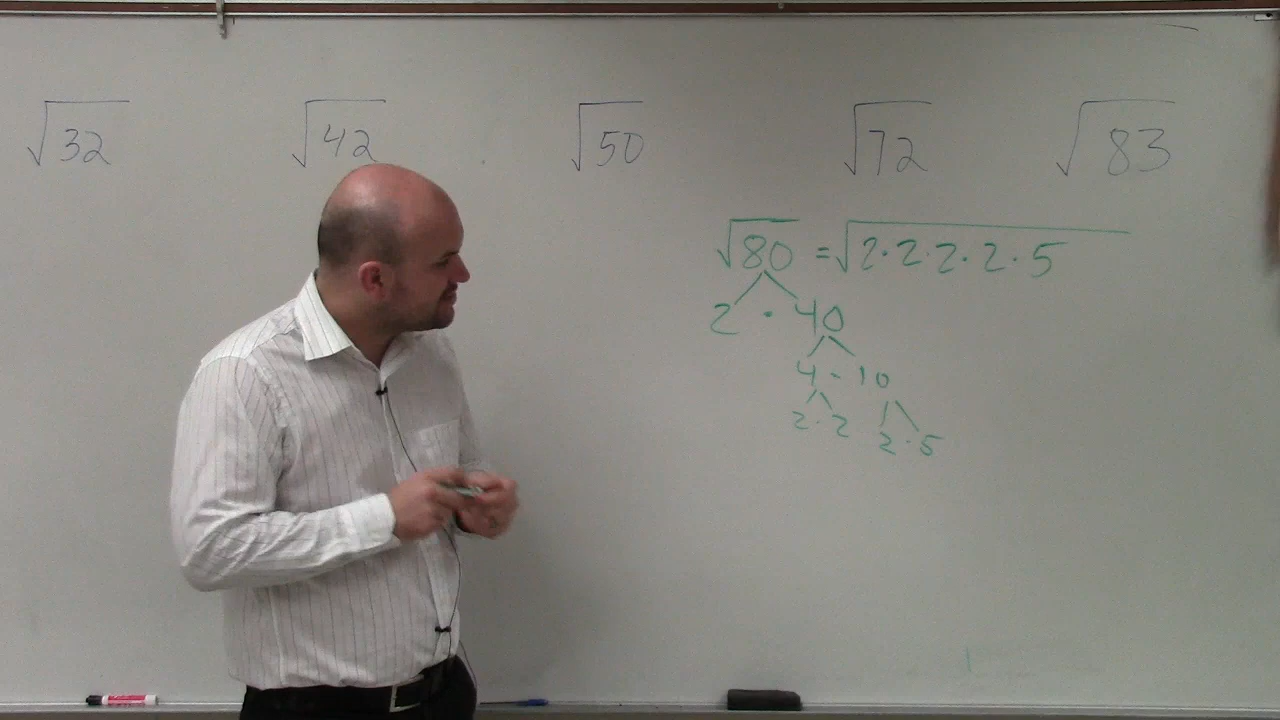 √32 √42 √50 √72 √83
√80 = √2·2·2·2·5
2 · 40
4 · 10
2 · 2 2 · 5